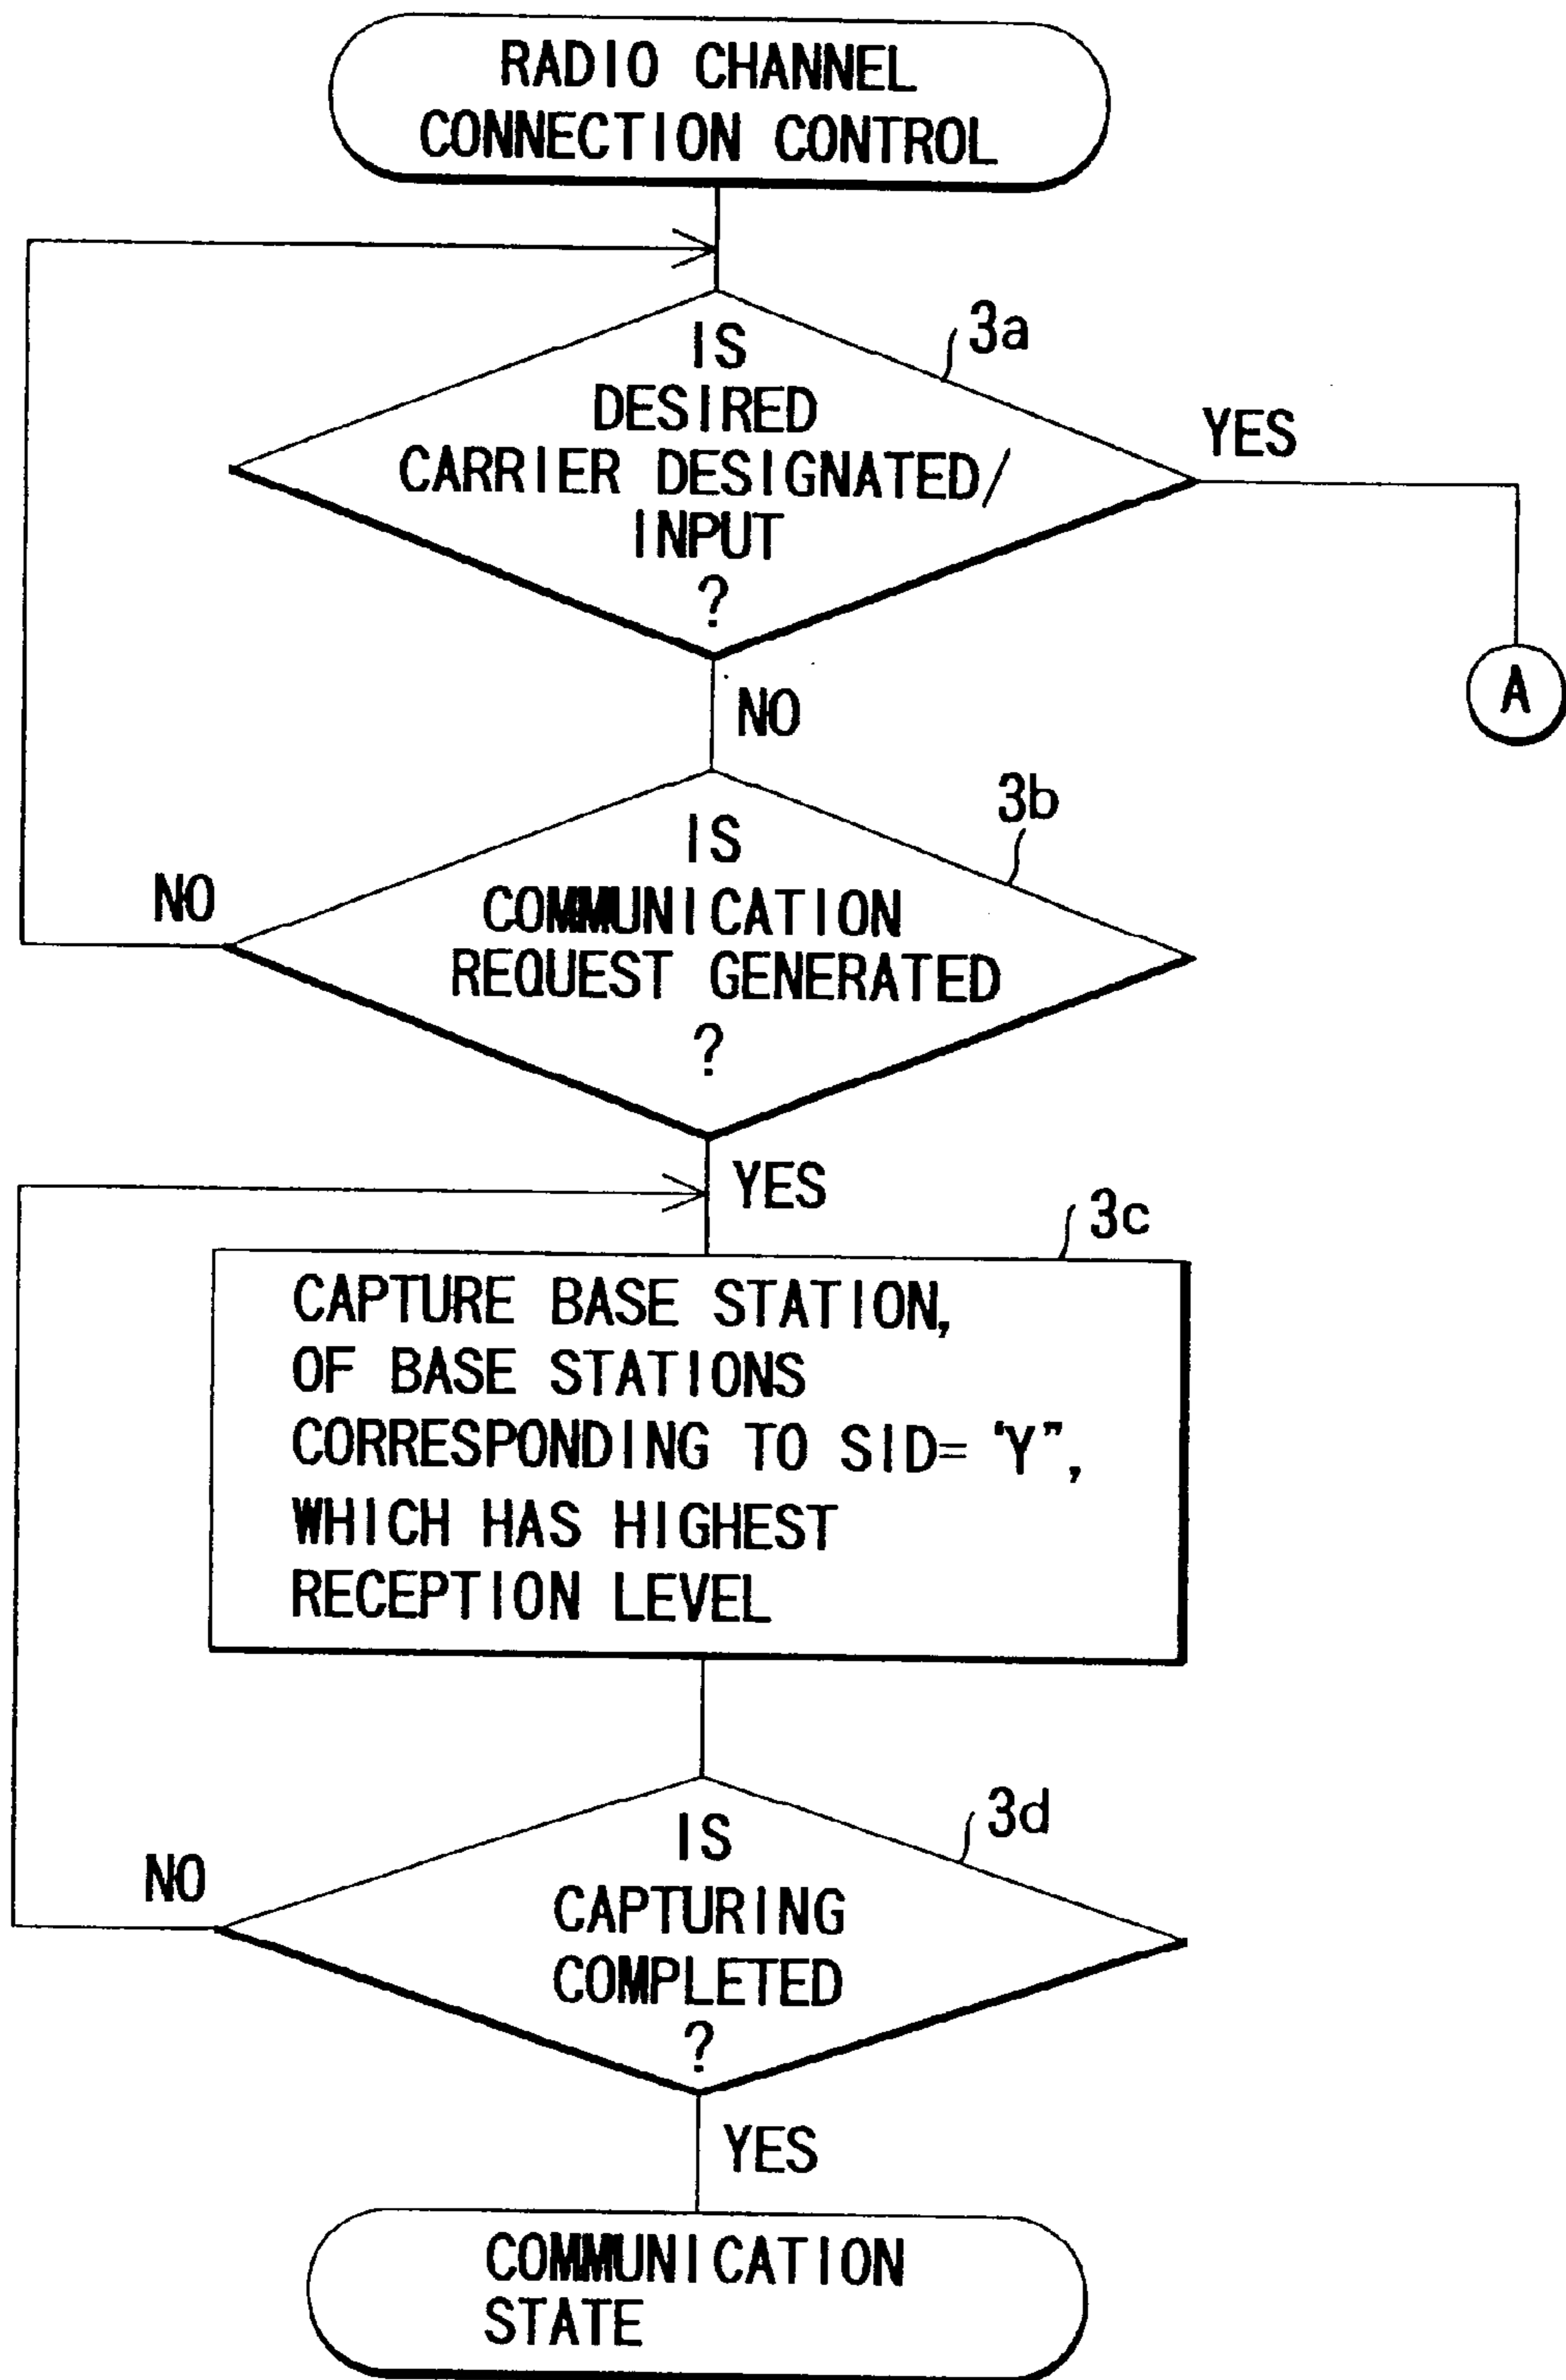 RADIO CHANNEL
CONNECTION CONTROL
3a
IS
DESIRED
CARRIER DESIGNATED/
INPUT
?
YES
A
NO
3b
IS
COMMUNICATION
REQUEST GENERATED
?
NO
YES
3c
CAPTURE BASE STATION,
OF BASE STATIONS
CORRESPONDING TO SID= "Y",
WHICH HAS HIGHEST
RECEPTION LEVEL
3d
IS
CAPTURING
COMPLETED
?
NO
YES
COMMUNICATION
STATE